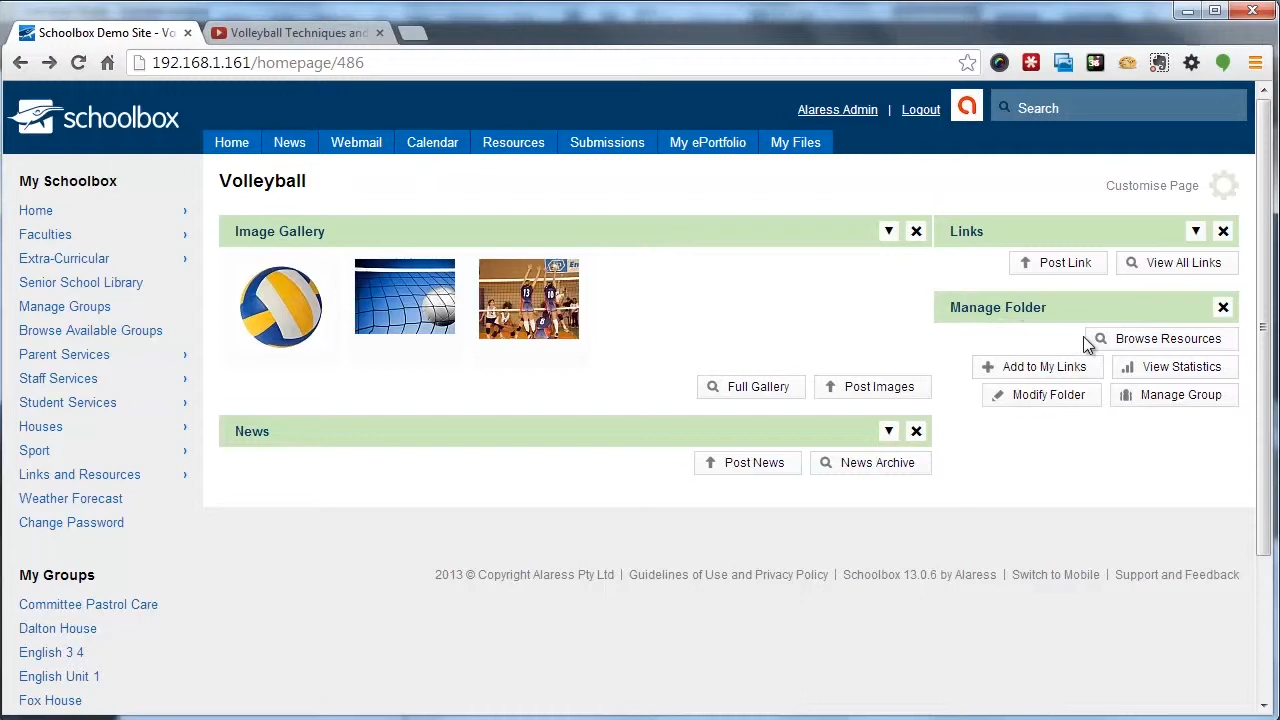 Schoolbox Demo Site - Vo
Volleyball Techniques and
192.168.1.161/homepage/486
schoolbox
Alaress Admin | Logout
Search
Home
News
Webmail
Calendar
Resources
Submissions
My ePortfolio
My Files
My Schoolbox
Home
Faculties
Extra-Curricular
Senior School Library
Manage Groups
Browse Available Groups
Parent Services
Staff Services
Student Services
Houses
Sport
Links and Resources
Weather Forecast
Change Password
My Groups
Committee Pastrol Care
Dalton House
English 3 4
English Unit 1
Fox House
Volleyball
Customise Page
Image Gallery
13
10
Full Gallery
Post Images
News
Post News
News Archive
Links
Post Link
View All Links
Manage Folder
Browse Resources
Add to My Links
View Statistics
Modify Folder
Manage Group
2013 © Copyright Alaress Pty Ltd | Guidelines of Use and Privacy Policy | Schoolbox 13.0.6 by Alaress | Switch to Mobile | Support and Feedback